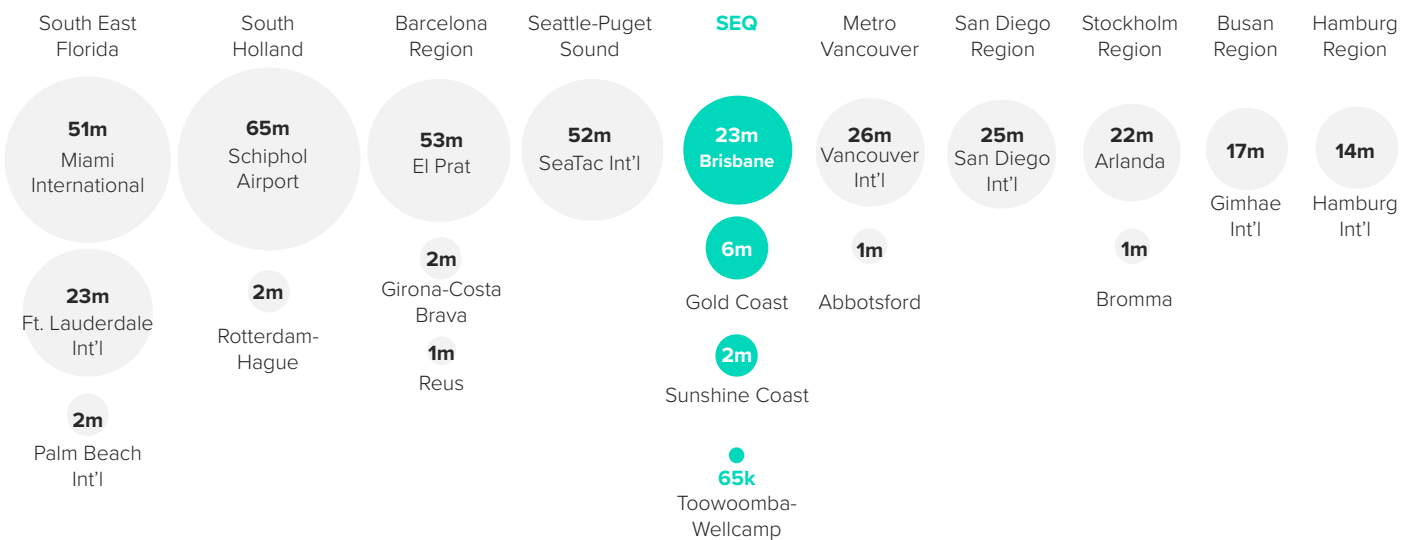 South East
Florida
South
Holland
Barcelona
Region
Seattle-Puget
Sound
SEQ
Metro
Vancouver
San Diego
Region
Stockholm
Region
Busan
Region
Hamburg
Region
51m
Miami
International
23m
Ft. Lauderdale
Int'l
2m
Palm Beach
Int'l
65m
Schiphol
Airport
2m
Rotterdam-
Hague
53m
El Prat
2m
Girona-Costa
Brava
1m
Reus
52m
SeaTac Int'l
23m
Brisbane
6m
Gold Coast
2m
Sunshine Coast
65k
Toowoomba-
Wellcamp
26m
Vancouver
Int'l
1m
Abbotsford
25m
San Diego
Int'l
22m
Arlanda
1m
Bromma
17m
Gimhae
Int'l
14m
Hamburg
Int'l